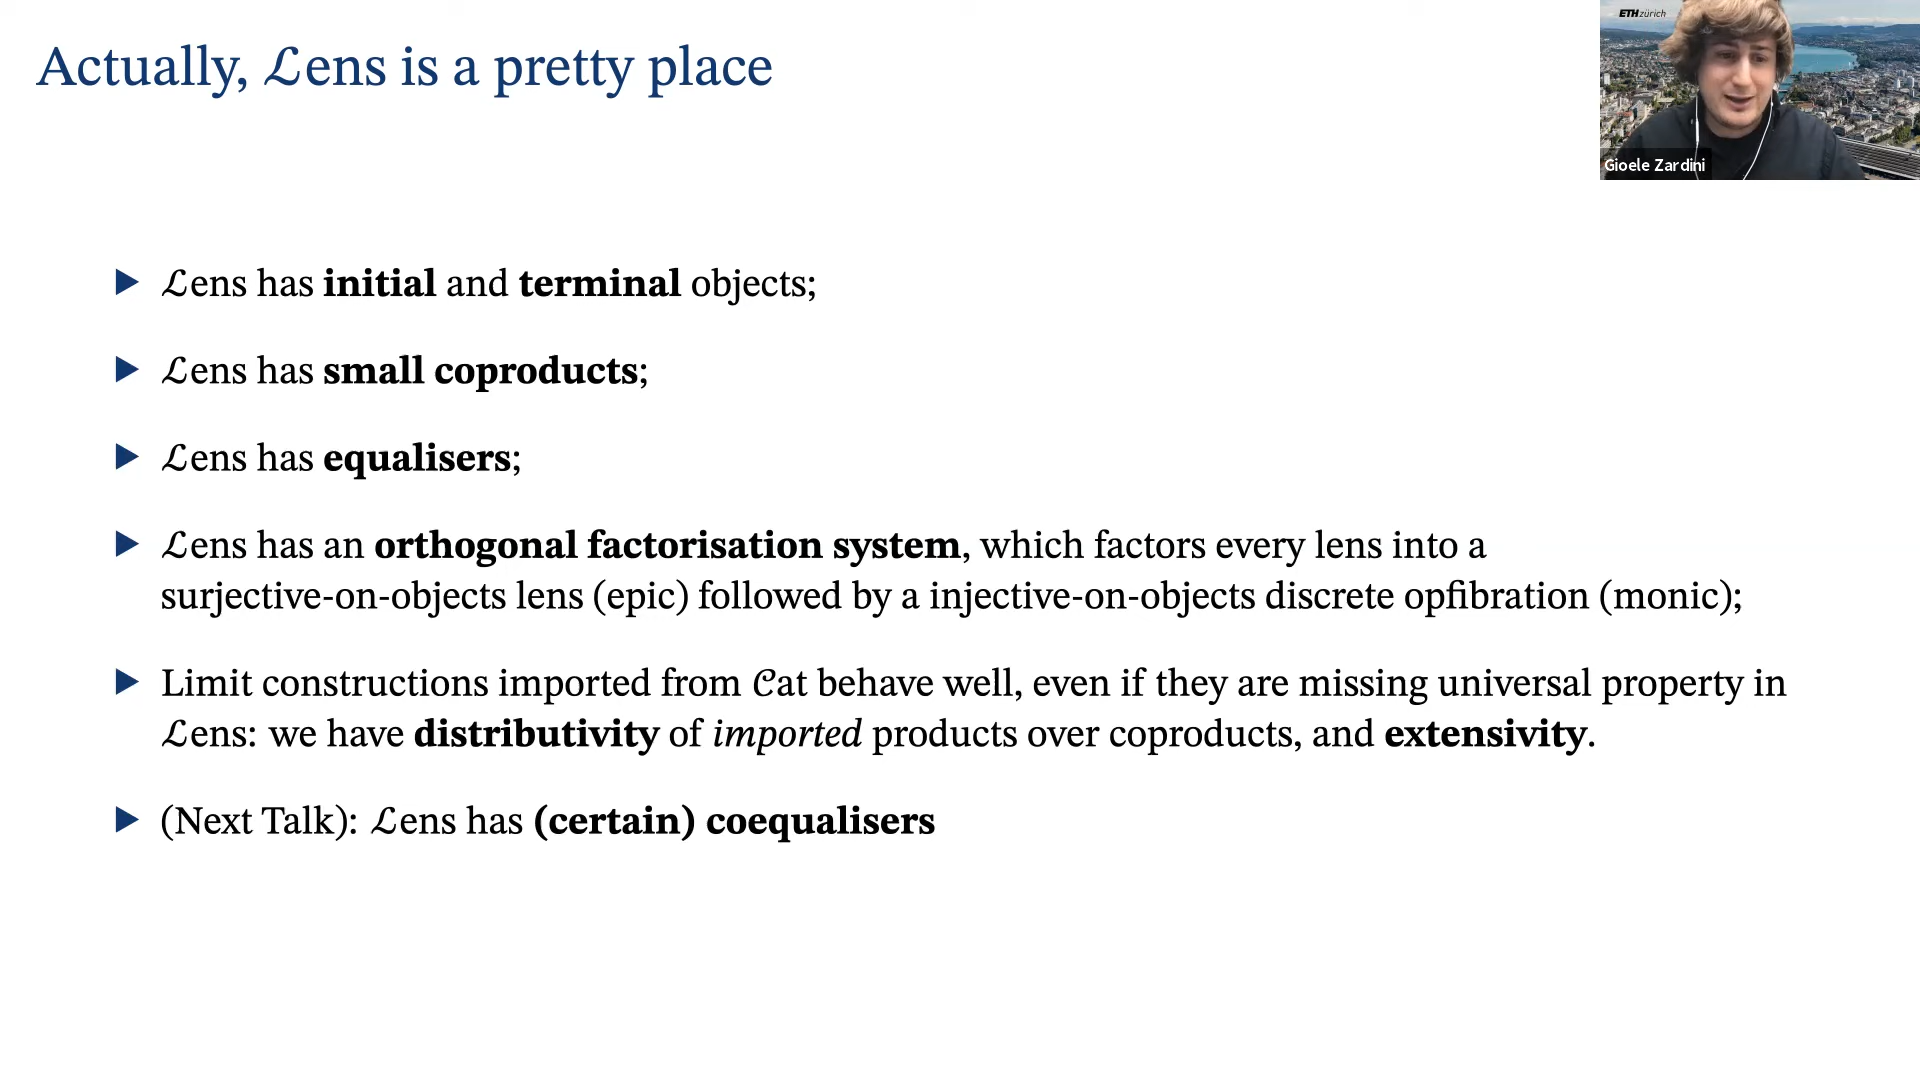 Actually, ℒens is a pretty place
ETH zürich
Gioele Zardini
▶ ℒens has initial and terminal objects;
▶ ℒens has small coproducts;
▶ ℒens has equalisers;
▶ ℒens has an orthogonal factorisation system, which factors every lens into a
surjective-on-objects lens (epic) followed by a injective-on-objects discrete opfibration (monic);
▶ Limit constructions imported from 𝒞at behave well, even if they are missing universal property in
ℒens: we have distributivity of imported products over coproducts, and extensivity.
▶ (Next Talk): ℒens has (certain) coequalisers